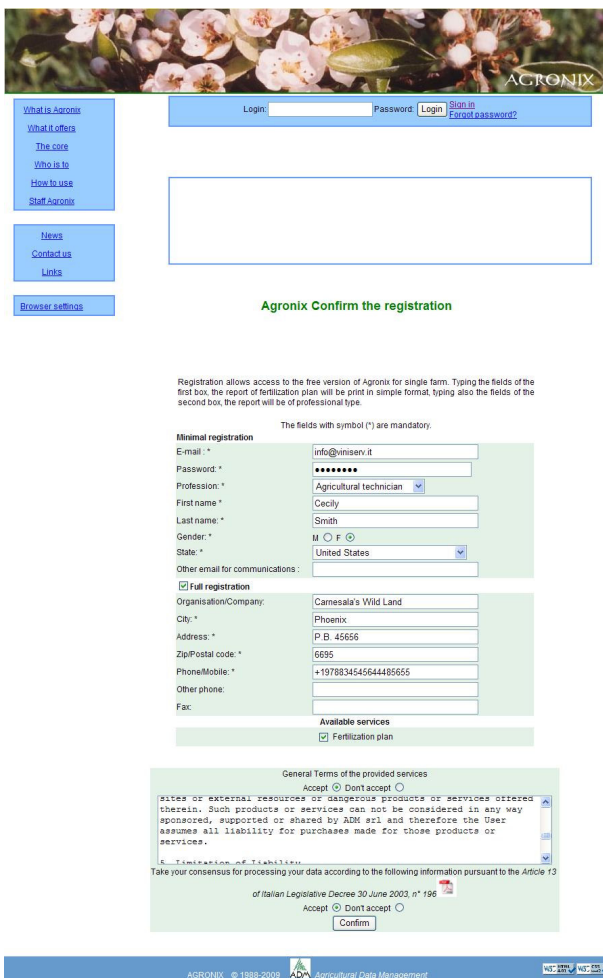 AGRONIX
What is Agronix
What it offers
The core
Who is to
How to use
Staff Agronix
News
Contact us
Links
Browser settings
Login: Password: Login Sign in
Forgot password?
Agronix Confirm the registration
Registration allows access to the free version of Agronix for single farm. Typing the fields of the
first box, the report of fertilization plan will be print in simple format, typing also the fields of the
second box, the report will be of professional type.
The fields with symbol (*) are mandatory.
Minimal registration
E-mail : * info@viniserv.it
Password: * ••••••••
Profession: * Agricultural technician
First name * Cecily
Last name: * Smith
Gender: * M F
State: * United States
Other email for communications :
Full registration
Organisation/Company: Carnesala's Wild Land
City: * Phoenix
Address: * P.B. 45656
Zip/Postal code: * 6695
Phone/Mobile: * +1978834545644485655
Other phone:
Fax:
Available services
Fertilization plan
General Terms of the provided services
Accept Don't accept
sites or external resources or dangerous products or services offered
therein. Such products or services can not be considered in any way
sponsored, supported or shared by ADM srl and therefore the User
assumes all liability for purchases made for those products or
services.
5. Limitation of Liability
Take your consensus for processing your data according to the following information pursuant to the Article 13
of Italian Legislative Decree 30 June 2003, n° 196
Accept Don't accept
Confirm
AGRONIX © 1988-2009 ADM Agricultural Data Management
W3C W3C CSS